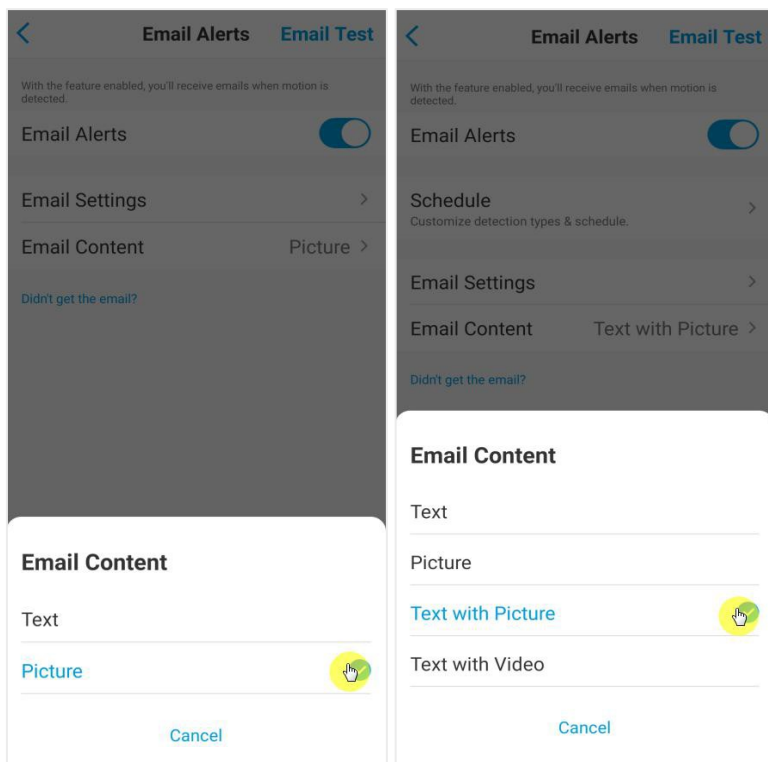 Email Alerts Email Test
With the feature enabled, you'll receive emails when motion is
detected.
Email Alerts
Email Settings
Email Content Picture
Didn't get the email?
Email Content
Text
Picture
Cancel
Email Alerts Email Test
With the feature enabled, you'll receive emails when motion is
detected.
Email Alerts
Schedule
Customize detection types & schedule.
Email Settings
Email Content Text with Picture
Didn't get the email?
Email Content
Text
Picture
Text with Picture
Text with Video
Cancel